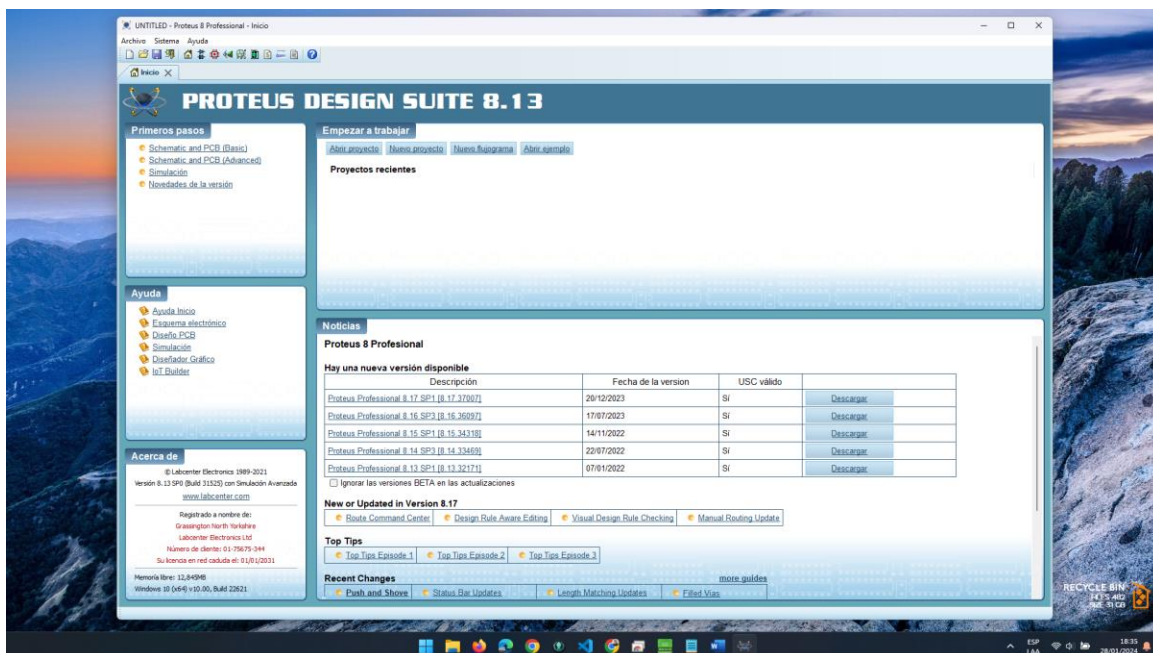 UNTITLED - Proteus 8 Professional - Inicio
Archivo Sistema Ayuda
Inicio
PROTEUS DESIGN SUITE 8.13
Primeros pasos
Schematic and PCB (Basic)
Schematic and PCB (Advanced)
Simulación
Novedades de la versión
Empezar a trabajar
Abrir proyecto Nuevo proyecto Nuevo flujograma Abrir ejemplo
Proyectos recientes
Ayuda
Ayuda Inicio
Esquema electrónico
Diseño PCB
Simulación
Diseñador Gráfico
IoT Builder
Noticias
Proteus 8 Profesional
Hay una nueva versión disponible
Descripción Fecha de la version USC válido
Proteus Professional 8.17 SP1 [8.17.37007] 20/12/2023 Sí Descargar
Proteus Professional 8.16 SP3 [8.16.36097] 17/07/2023 Sí Descargar
Proteus Professional 8.15 SP1 [8.15.34318] 14/11/2022 Sí Descargar
Proteus Professional 8.14 SP3 [8.14.33469] 22/07/2022 Sí Descargar
Proteus Professional 8.13 SP1 [8.13.32171] 07/01/2022 Sí Descargar
Ignorar las versiones BETA en las actualizaciones
New or Updated in Version 8.17
Route Command Center Design Rule Aware Editing Visual Design Rule Checking Manual Routing Update
Top Tips
Top Tips Episode 1 Top Tips Episode 2 Top Tips Episode 3
Recent Changes more guides
Push and Shove Status Bar Updates Length Matching Updates Filled Vias
Acerca de
© Labcenter Electronics 1989-2021
Versión 8.13 SP0 (Build 31525) con Simulación Avanzada
www.labcenter.com
Registrado a nombre de:
Grassington North Yorkshire
Labcenter Electronics Ltd
Número de cliente: 01-75675-344
Su licencia en red caduca el: 01/01/2031
Memoria libre: 12,845MB
Windows 10 (x64) v10.00, Build 22621
RECYCLE BIN
FILES 402
SIZE 31 GB
ESP
LAA
18:35
28/01/2024